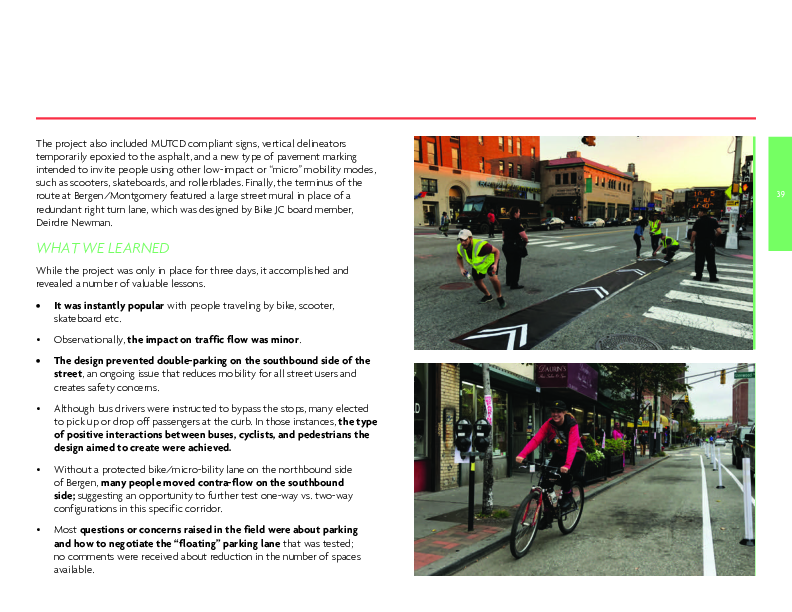 The project also included MUTCD compliant signs, vertical delineators
temporarily epoxied to the asphalt, and a new type of pavement marking
intended to invite people using other low-impact or “micro” mobility modes,
such as scooters, skateboards, and rollerblades. Finally, the terminus of the
route at Bergen/Montgomery featured a large street mural in place of a
redundant right turn lane, which was designed by Bike JC board member,
Deirdre Newman.
WHAT WE LEARNED
While the project was only in place for three days, it accomplished and
revealed a number of valuable lessons.
• It was instantly popular with people traveling by bike, scooter,
skateboard etc.
• Observationally, the impact on traffic flow was minor.
• The design prevented double-parking on the southbound side of the
street, an ongoing issue that reduces mobility for all street users and
creates safety concerns.
• Although bus drivers were instructed to bypass the stops, many elected
to pick up or drop off passengers at the curb. In those instances, the type
of positive interactions between buses, cyclists, and pedestrians the
design aimed to create were achieved.
• Without a protected bike/micro-bility lane on the northbound side
of Bergen, many people moved contra-flow on the southbound
side; suggesting an opportunity to further test one-way vs. two-way
configurations in this specific corridor.
• Most questions or concerns raised in the field were about parking
and how to negotiate the “floating” parking lane that was tested;
no comments were received about reduction in the number of spaces
available.
39